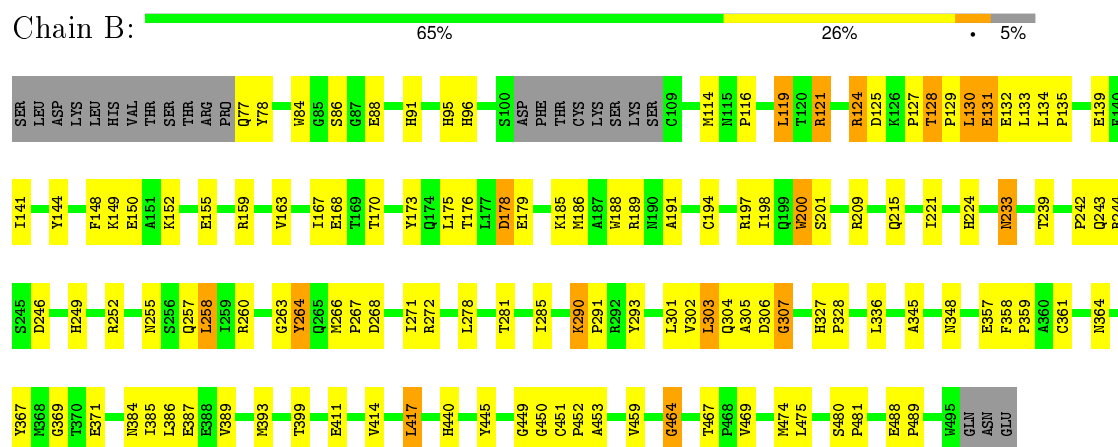 Chain B:
65% 26% • 5%
SER LEU ASP LYS LEU HIS VAL THR SER THR ARG PRO Q77 Y78 W84 G85 S86 G87 E88 H91 H95 H96 S100 ASP PHE THR CYS LYS SER LYS SER C109 M114 N115 P116 L119 T120 R121 R124 D125 K126 P127 T128 P129 L130 E131 E132 L133 L134 P135 E139
I141 Y144 F148 K149 E150 A151 K152 E155 R159 V163 I167 E168 T169 T170 Y173 Q174 L175 T176 L177 D178 E179 K185 M186 A187 W188 R189 N190 A191 C194 R197 I198 Q199 W200 S201 R209 Q215 I221 H224 N233 T239 P242 Q243
S245 D246 H249 R252 N255 S256 Q257 L258 I259 R260 G263 Y264 Q265 M266 P267 D268 I271 R272 L278 T281 I285 K290 P291 R292 Y293 L301 V302 L303 Q304 A305 D306 G307 H327 P328 L336 A345 N348 E357 F358 P359 A360 C361 N364
Y367 M368 G369 T370 E371 N384 I385 L386 E387 E388 V389 M393 T399 E411 V414 L417 H440 Y445 G449 G450 C451 P452 A453 V459 G464 T467 P468 V469 M474 L475 S480 P481 E488 P489 W495 GLN ASN GLU